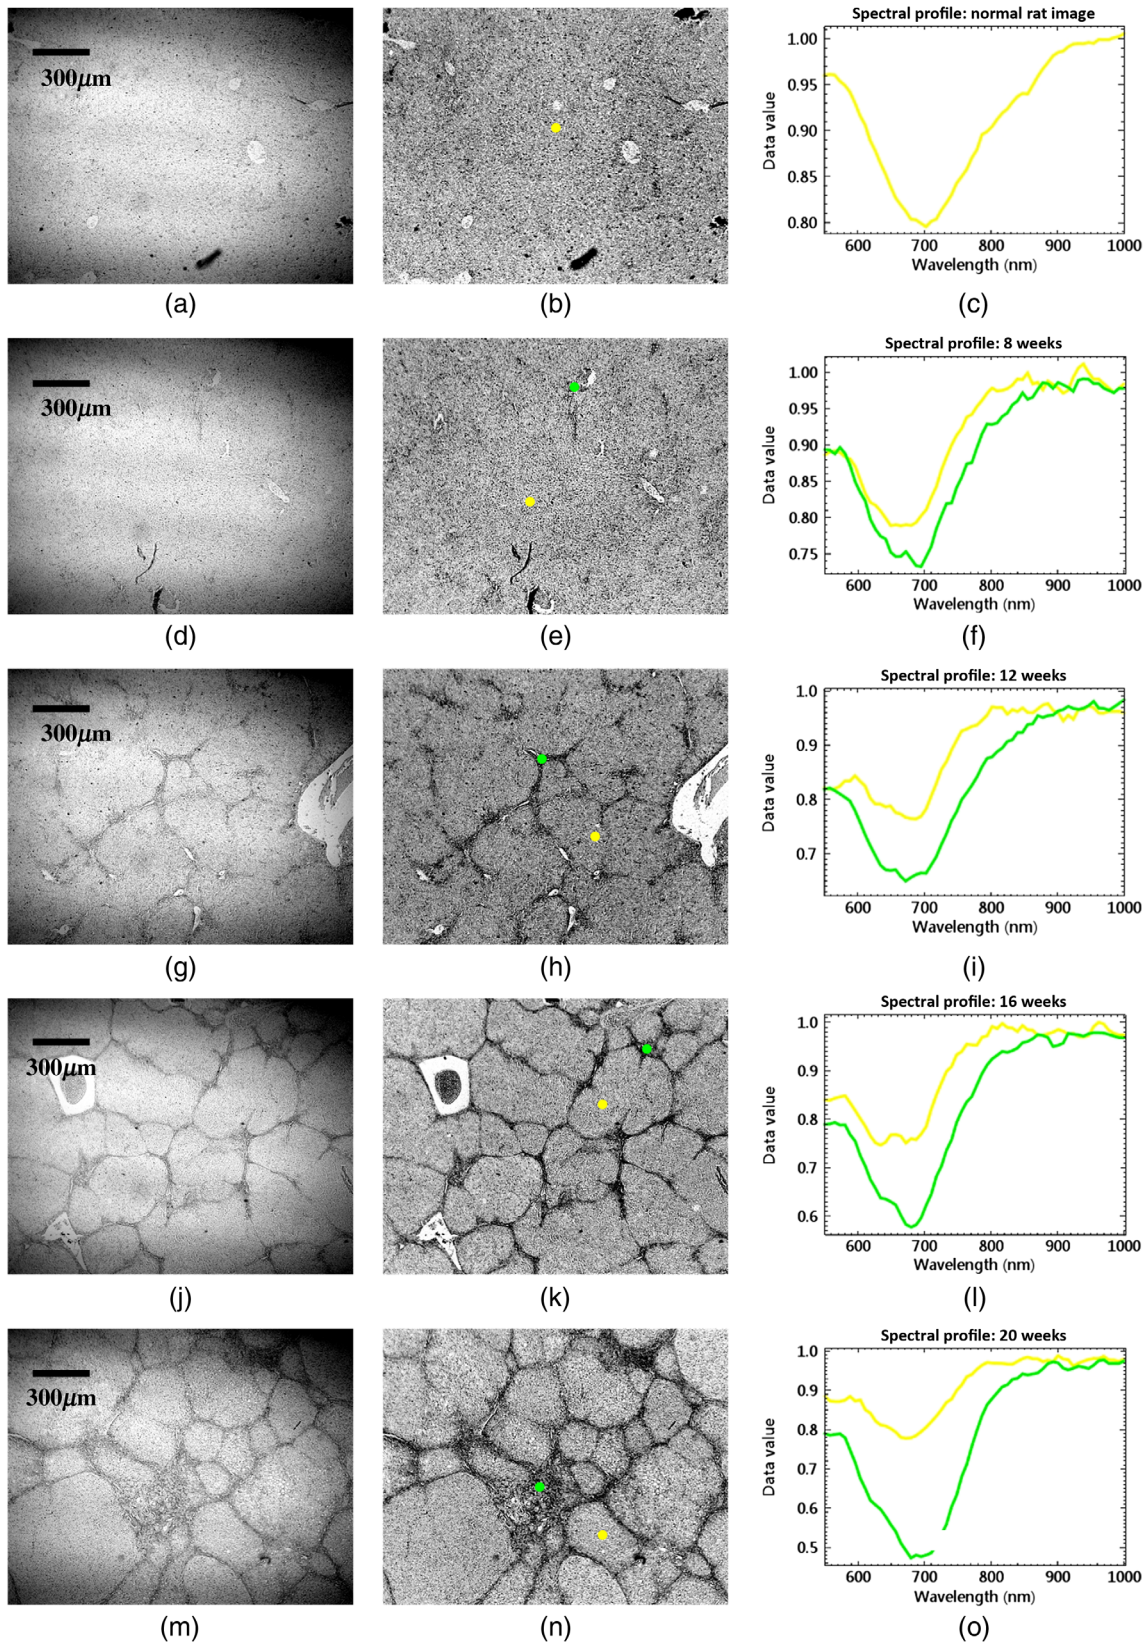 300μm
(a)
(b)
Spectral profile: normal rat image
Data value
1.00
0.95
0.90
0.85
0.80
600 700 800 900 1000
Wavelength (nm)
(c)
300μm
(d)
(e)
Spectral profile: 8 weeks
Data value
1.00
0.95
0.90
0.85
0.80
0.75
600 700 800 900 1000
Wavelength (nm)
(f)
300μm
(g)
(h)
Spectral profile: 12 weeks
Data value
1.0
0.9
0.8
0.7
600 700 800 900 1000
Wavelength (nm)
(i)
300μm
(j)
(k)
Spectral profile: 16 weeks
Data value
1.0
0.9
0.8
0.7
0.6
600 700 800 900 1000
Wavelength (nm)
(l)
300μm
(m)
(n)
Spectral profile: 20 weeks
Data value
1.0
0.9
0.8
0.7
0.6
0.5
600 700 800 900 1000
Wavelength (nm)
(o)